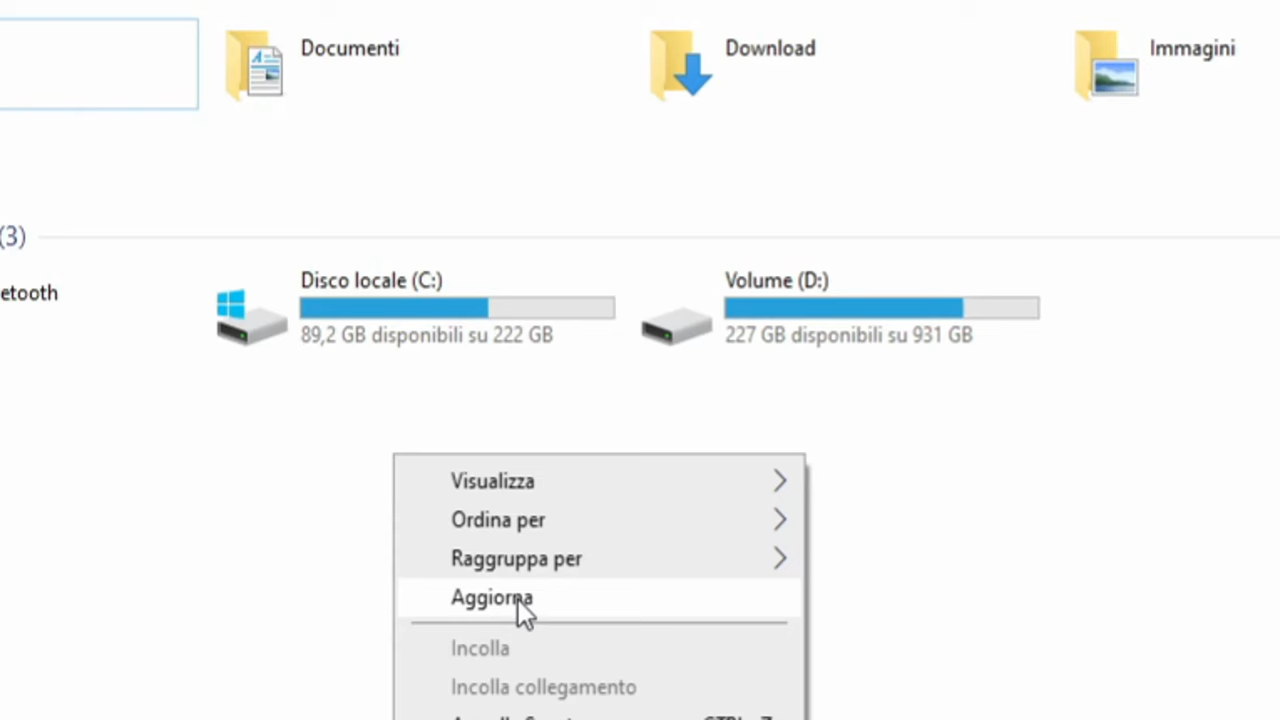 Documenti
Download
Immagini
(3)
etooth
Disco locale (C:)
89,2 GB disponibili su 222 GB
Volume (D:)
227 GB disponibili su 931 GB
Visualizza
Ordina per
Raggruppa per
Aggiorna
Incolla
Incolla collegamento